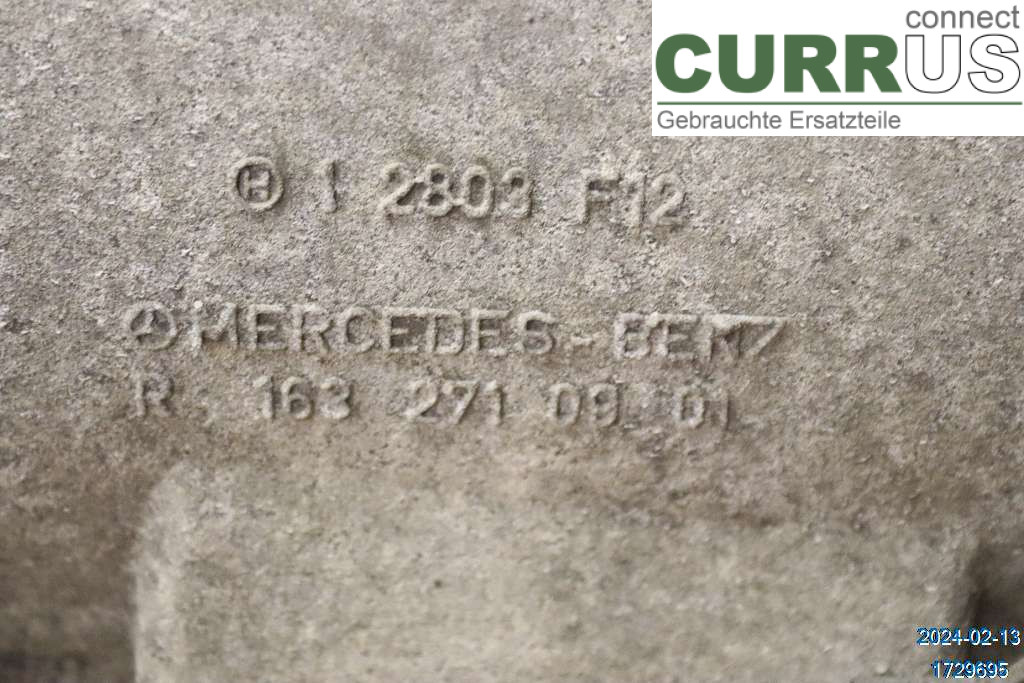 connect
CURRUS
Gebrauchte Ersatzteile
H 1 2803 F12
MERCEDES-BENZ
R 163 271 09 01
2024-02-13
1729695